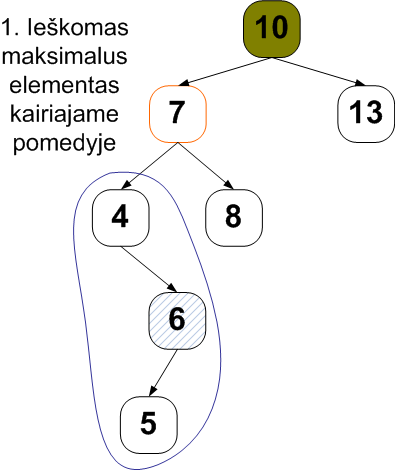 10
1. Ieškomas
maksimalus
elementas
kairiajame
pomedyje
7
13
4
8
6
5